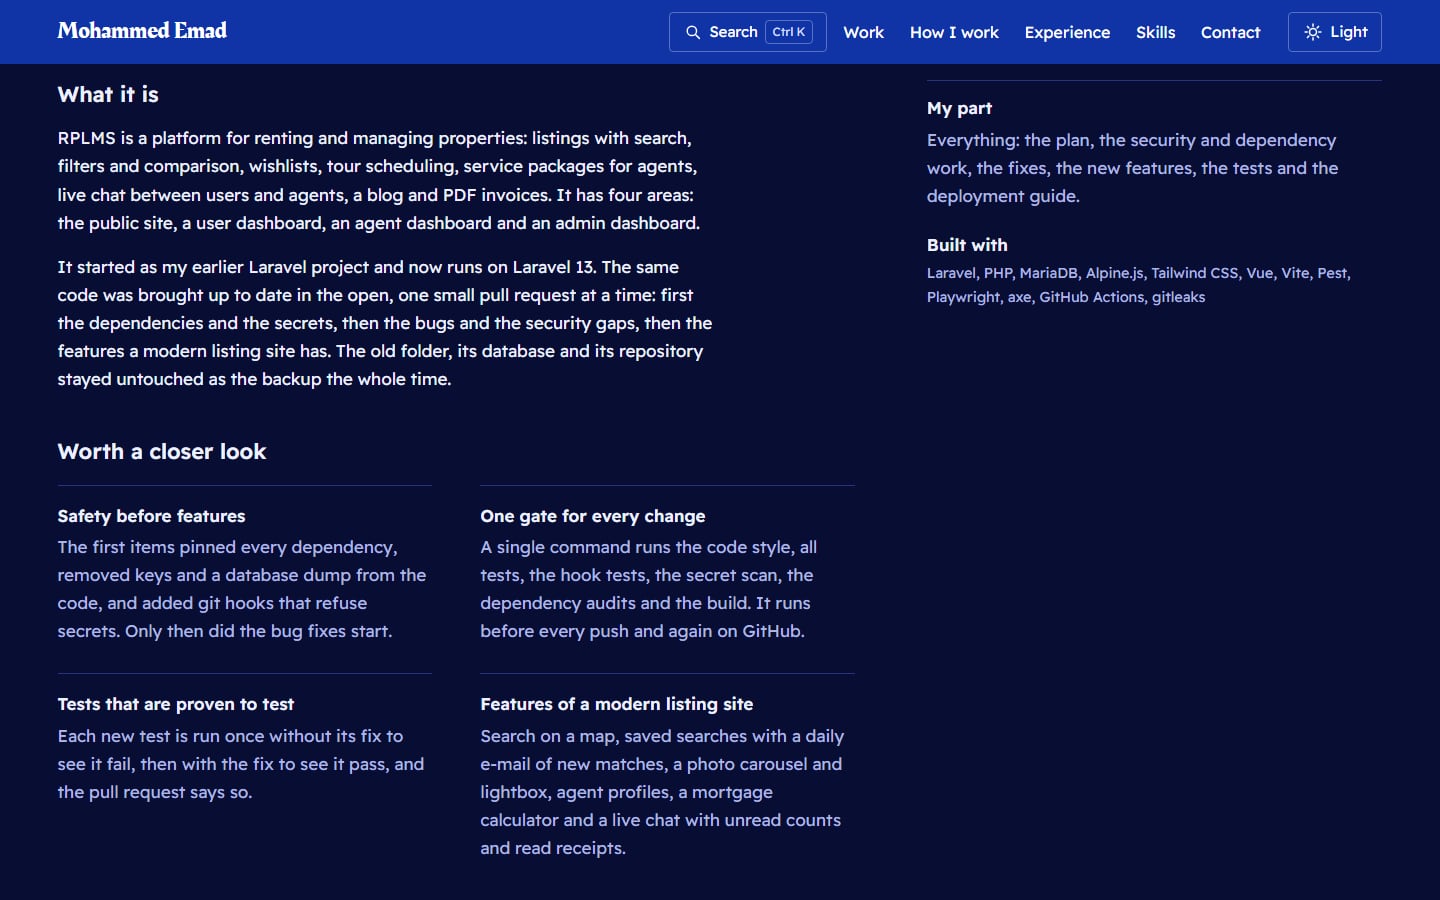 Mohammed Emad
Search Ctrl K
Work
How I work
Experience
Skills
Contact
Light
What it is
RPLMS is a platform for renting and managing properties: listings with search,
filters and comparison, wishlists, tour scheduling, service packages for agents,
live chat between users and agents, a blog and PDF invoices. It has four areas:
the public site, a user dashboard, an agent dashboard and an admin dashboard.
It started as my earlier Laravel project and now runs on Laravel 13. The same
code was brought up to date in the open, one small pull request at a time: first
the dependencies and the secrets, then the bugs and the security gaps, then the
features a modern listing site has. The old folder, its database and its repository
stayed untouched as the backup the whole time.
Worth a closer look
Safety before features
The first items pinned every dependency,
removed keys and a database dump from the
code, and added git hooks that refuse
secrets. Only then did the bug fixes start.
One gate for every change
A single command runs the code style, all
tests, the hook tests, the secret scan, the
dependency audits and the build. It runs
before every push and again on GitHub.
Tests that are proven to test
Each new test is run once without its fix to
see it fail, then with the fix to see it pass, and
the pull request says so.
Features of a modern listing site
Search on a map, saved searches with a daily
e-mail of new matches, a photo carousel and
lightbox, agent profiles, a mortgage
calculator and a live chat with unread counts
and read receipts.
My part
Everything: the plan, the security and dependency
work, the fixes, the new features, the tests and the
deployment guide.
Built with
Laravel, PHP, MariaDB, Alpine.js, Tailwind CSS, Vue, Vite, Pest,
Playwright, axe, GitHub Actions, gitleaks